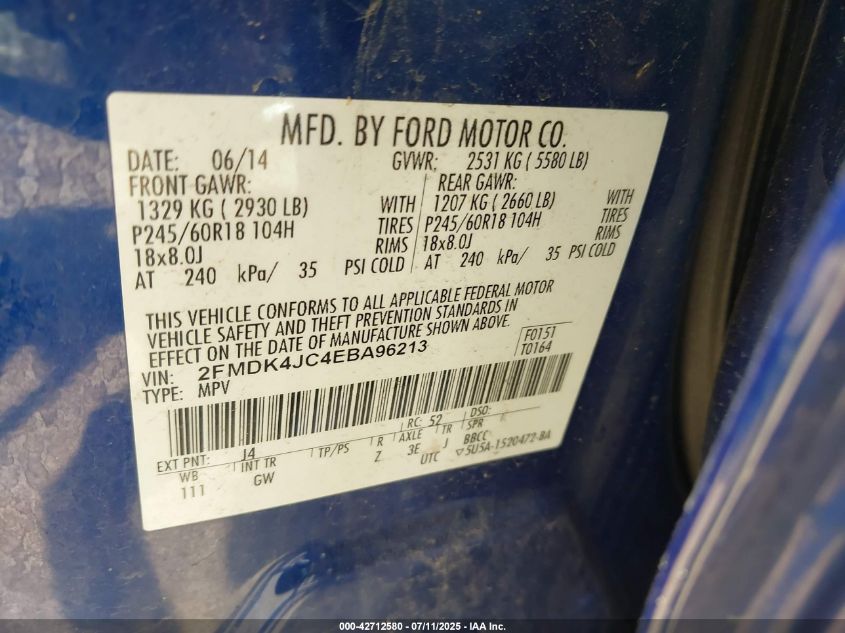 MFD. BY FORD MOTOR CO.
DATE: 06/14 GVWR: 2531 KG ( 5580 LB)
FRONT GAWR: REAR GAWR:
1329 KG ( 2930 LB) WITH 1207 KG ( 2660 LB) WITH
P245/60R18 104H TIRES P245/60R18 104H TIRES
18x8.0J RIMS 18x8.0J RIMS
AT 240 kPa/ 35 PSI COLD AT 240 kPa/ 35 PSI COLD
THIS VEHICLE CONFORMS TO ALL APPLICABLE FEDERAL MOTOR
VEHICLE SAFETY AND THEFT PREVENTION STANDARDS IN
EFFECT ON THE DATE OF MANUFACTURE SHOWN ABOVE.
F0151
VIN: 2FMDK4JC4EBA96213 T0164
TYPE: MPV
RC: 52 DSO:
EXT PNT: J4 TP/PS R AXLE TR SPR
WB INT TR Z 3E J BBCC
111 GW UTC ▽5U5A-1520472-BA
000-42712580 - 07/11/2025 - IAA Inc.